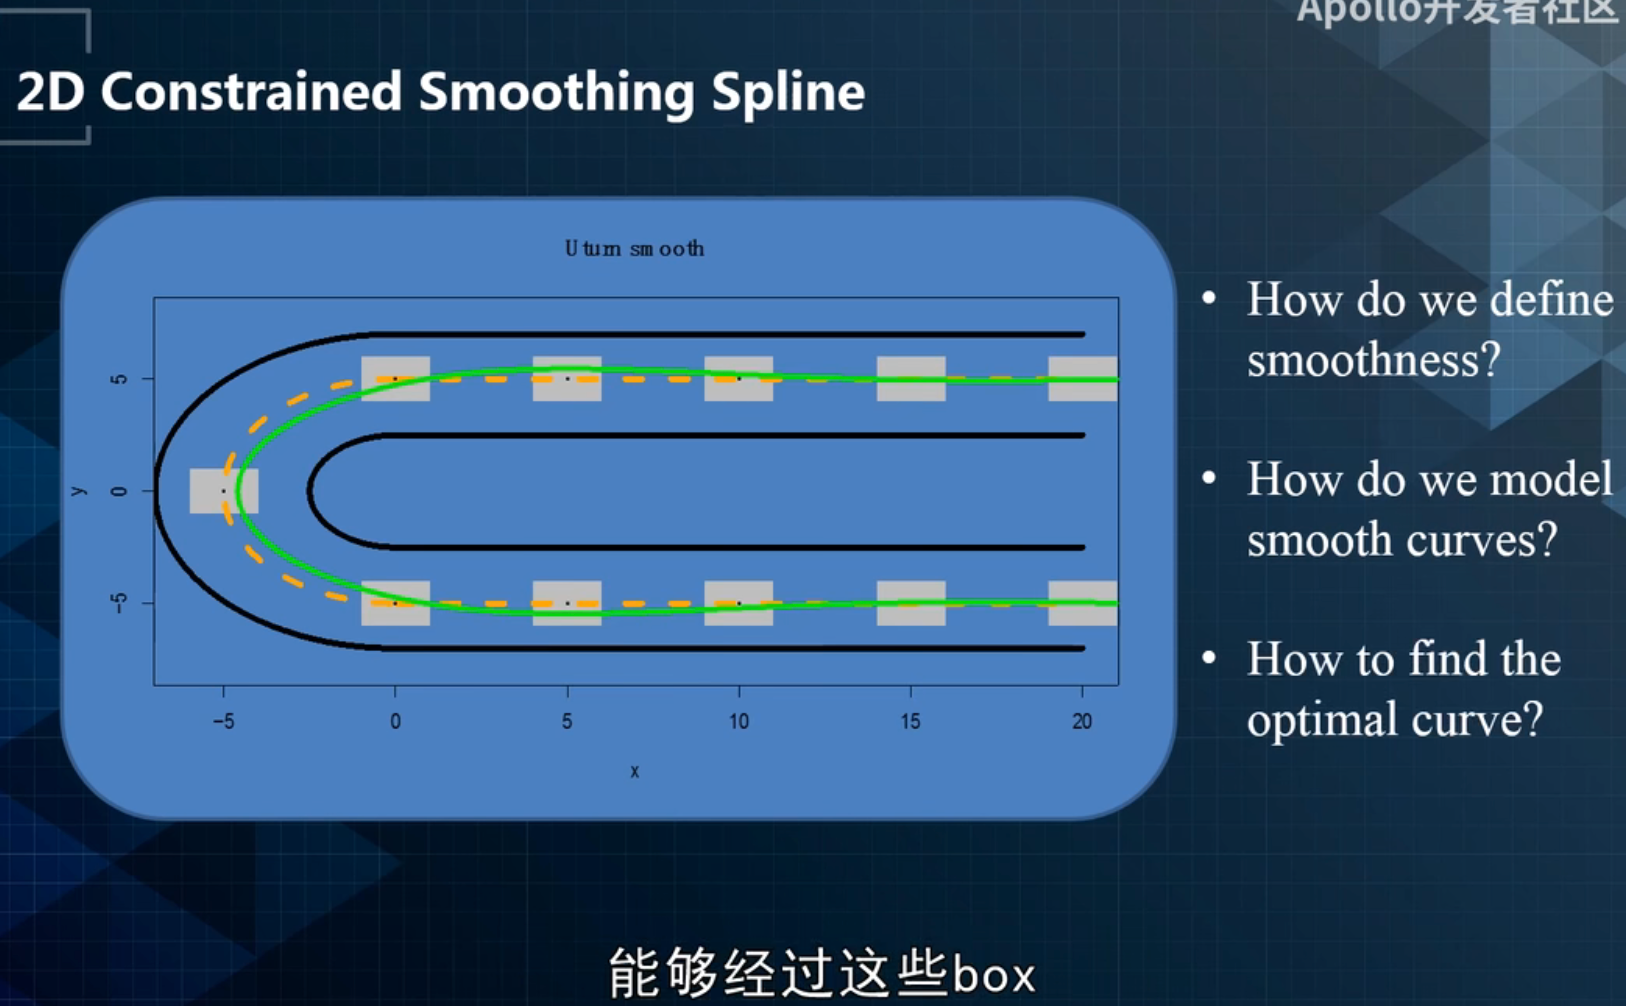 Apollo开发者社区
2D Constrained Smoothing Spline
U turn smooth
5
0
−5
y
−5 0 5 10 15 20
x
• How do we define
smoothness?
• How do we model
smooth curves?
• How to find the
optimal curve?
能够经过这些box